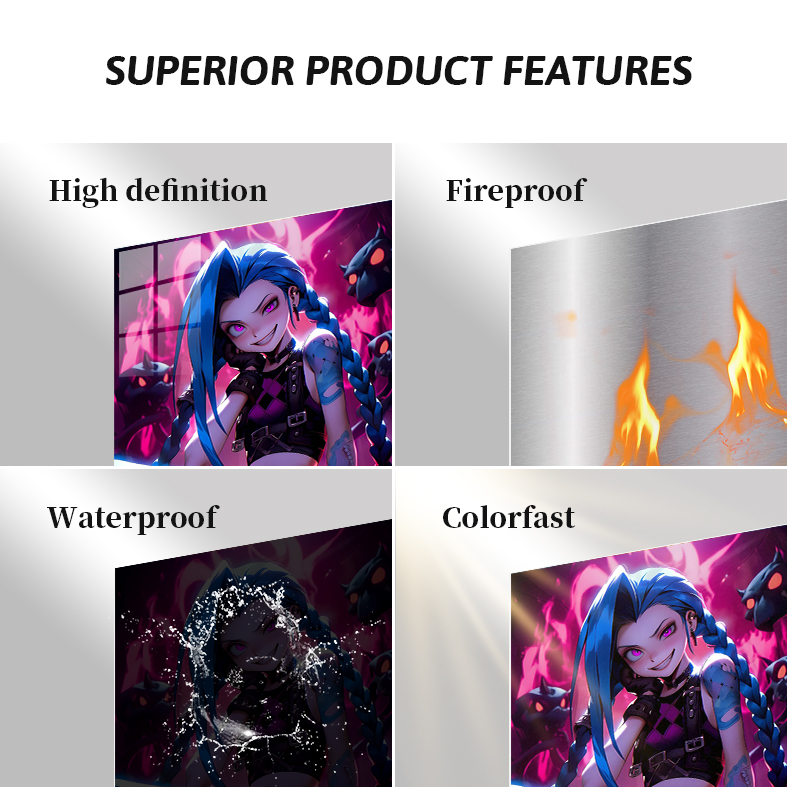 SUPERIOR PRODUCT FEATURES
High definition
Fireproof
Waterproof
Colorfast